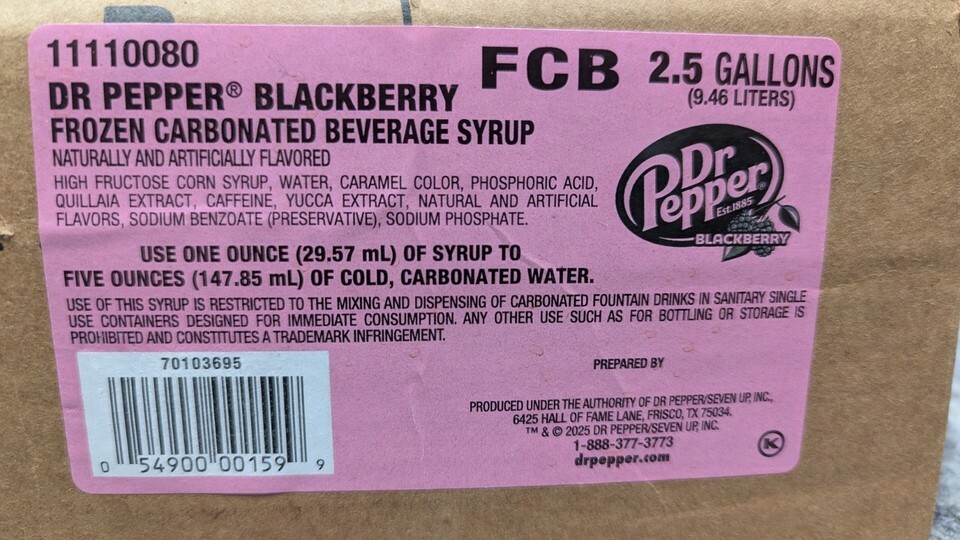 11110080
FCB
2.5 GALLONS
(9.46 LITERS)
DR PEPPER® BLACKBERRY
FROZEN CARBONATED BEVERAGE SYRUP
NATURALLY AND ARTIFICIALLY FLAVORED
HIGH FRUCTOSE CORN SYRUP, WATER, CARAMEL COLOR, PHOSPHORIC ACID,
QUILLAIA EXTRACT, CAFFEINE, YUCCA EXTRACT, NATURAL AND ARTIFICIAL
FLAVORS, SODIUM BENZOATE (PRESERVATIVE), SODIUM PHOSPHATE.
Dr
Pepper®
Est.1885
BLACKBERRY
USE ONE OUNCE (29.57 mL) OF SYRUP TO
FIVE OUNCES (147.85 mL) OF COLD, CARBONATED WATER.
USE OF THIS SYRUP IS RESTRICTED TO THE MIXING AND DISPENSING OF CARBONATED FOUNTAIN DRINKS IN SANITARY SINGLE
USE CONTAINERS DESIGNED FOR IMMEDIATE CONSUMPTION. ANY OTHER USE SUCH AS FOR BOTTLING OR STORAGE IS
PROHIBITED AND CONSTITUTES A TRADEMARK INFRINGEMENT.
70103695
0 54900 00159 9
PREPARED BY
PRODUCED UNDER THE AUTHORITY OF DR PEPPER/SEVEN UP, INC.,
6425 HALL OF FAME LANE, FRISCO, TX 75034.
™ & © 2025 DR PEPPER/SEVEN UP, INC.
1-888-377-3773
drpepper.com
K